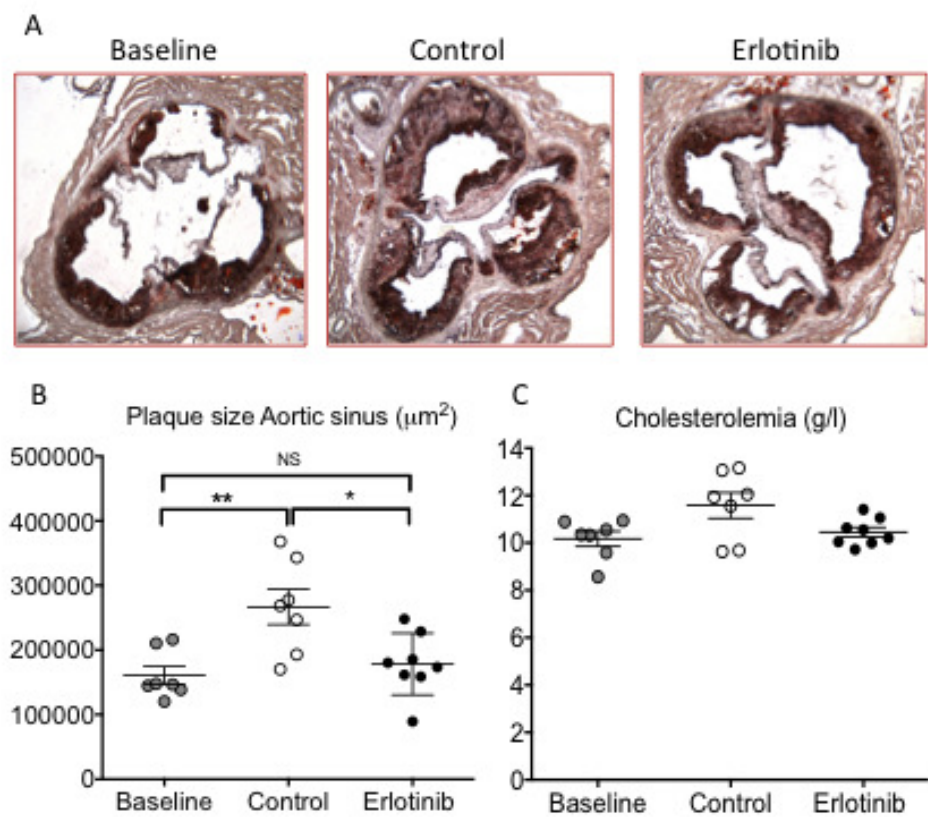 A
Baseline
Control
Erlotinib
B
Plaque size Aortic sinus (μm²)
500000
400000
300000
200000
100000
0
NS
**
*
Baseline
Control
Erlotinib
C
Cholesterolemia (g/l)
14
12
10
8
6
4
2
0
Baseline
Control
Erlotinib